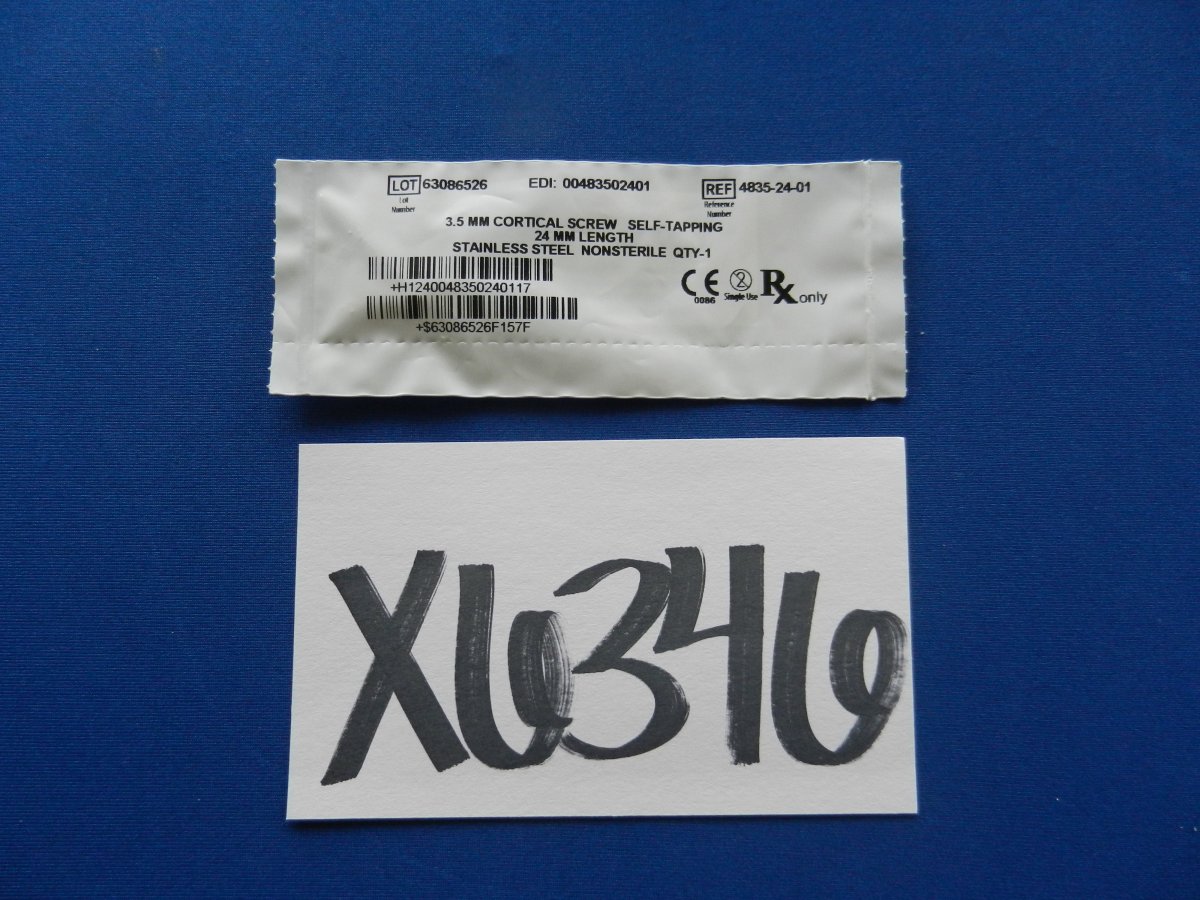 LOT 63086526 EDI: 00483502401 REF 4835-24-01
Lot Number Reference Number
3.5 MM CORTICAL SCREW SELF-TAPPING
24 MM LENGTH
STAINLESS STEEL NONSTERILE QTY-1
+H1240048350240117
CE 0086 2 Single Use Rx only
+$63086526F157F
X6346